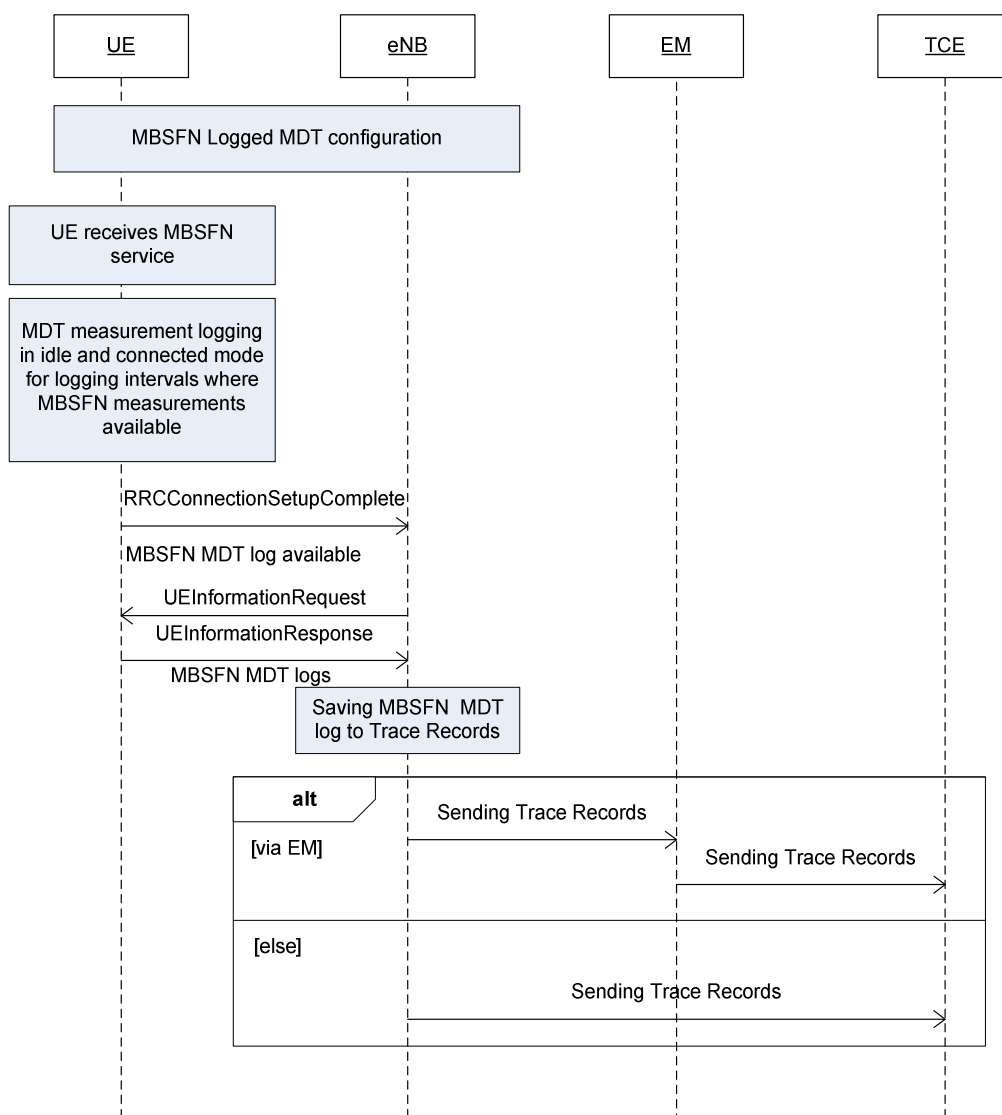 UE
eNB
EM
TCE
MBSFN Logged MDT configuration
UE receives MBSFN
service
MDT measurement logging
in idle and connected mode
for logging intervals where
MBSFN measurements
available
RRCConnectionSetupComplete
MBSFN MDT log available
UEInformationRequest
UEInformationResponse
MBSFN MDT logs
Saving MBSFN MDT
log to Trace Records
alt
Sending Trace Records
[via EM]
Sending Trace Records
[else]
Sending Trace Records